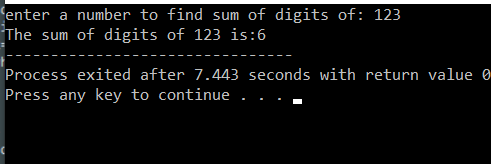 enter a number to find sum of digits of: 123
The sum of digits of 123 is:6
--------------------------------
Process exited after 7.443 seconds with return value 0
Press any key to continue . . .